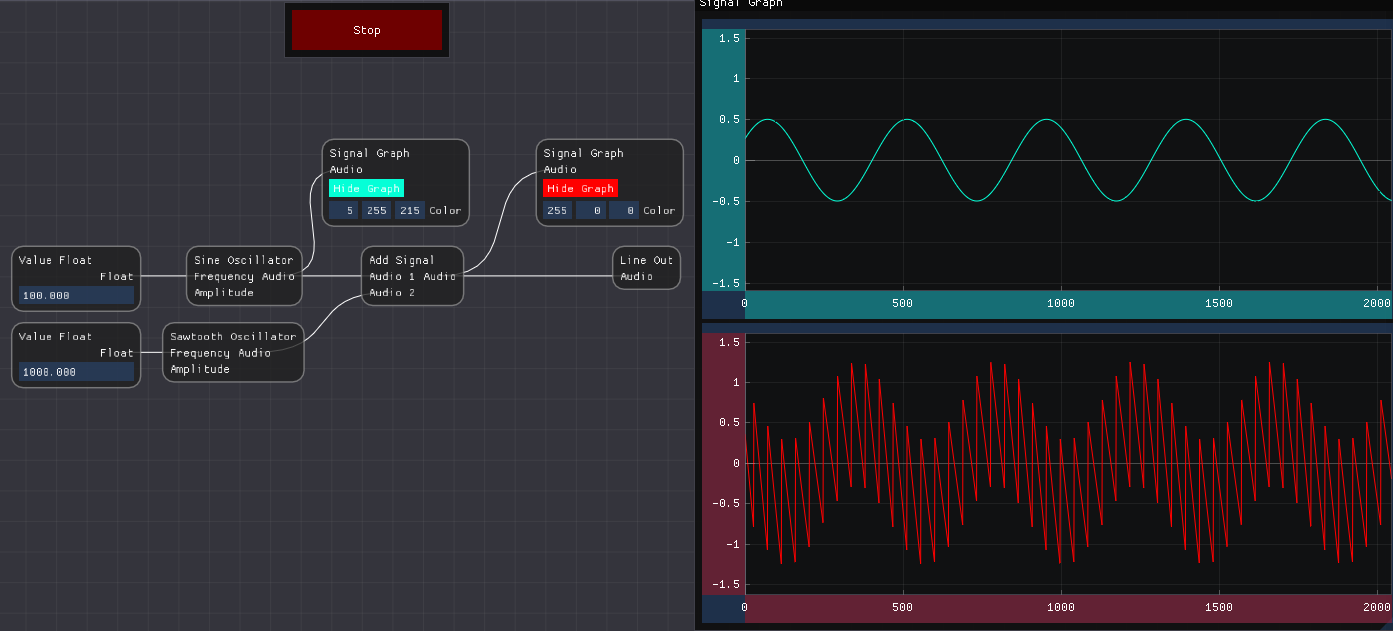 Stop
Signal Graph
Audio
Hide Graph
5 255 215 Color
Signal Graph
Audio
Hide Graph
255 0 0 Color
Value Float
Float
100.000
Sine Oscillator
Frequency Audio
Amplitude
Add Signal
Audio 1 Audio
Audio 2
Line Out
Audio
Value Float
Float
1000.000
Sawtooth Oscillator
Frequency Audio
Amplitude
Signal Graph
1.5
1
0.5
0
-0.5
-1
-1.5
0 500 1000 1500 2000
1.5
1
0.5
0
-0.5
-1
-1.5
0 500 1000 1500 2000